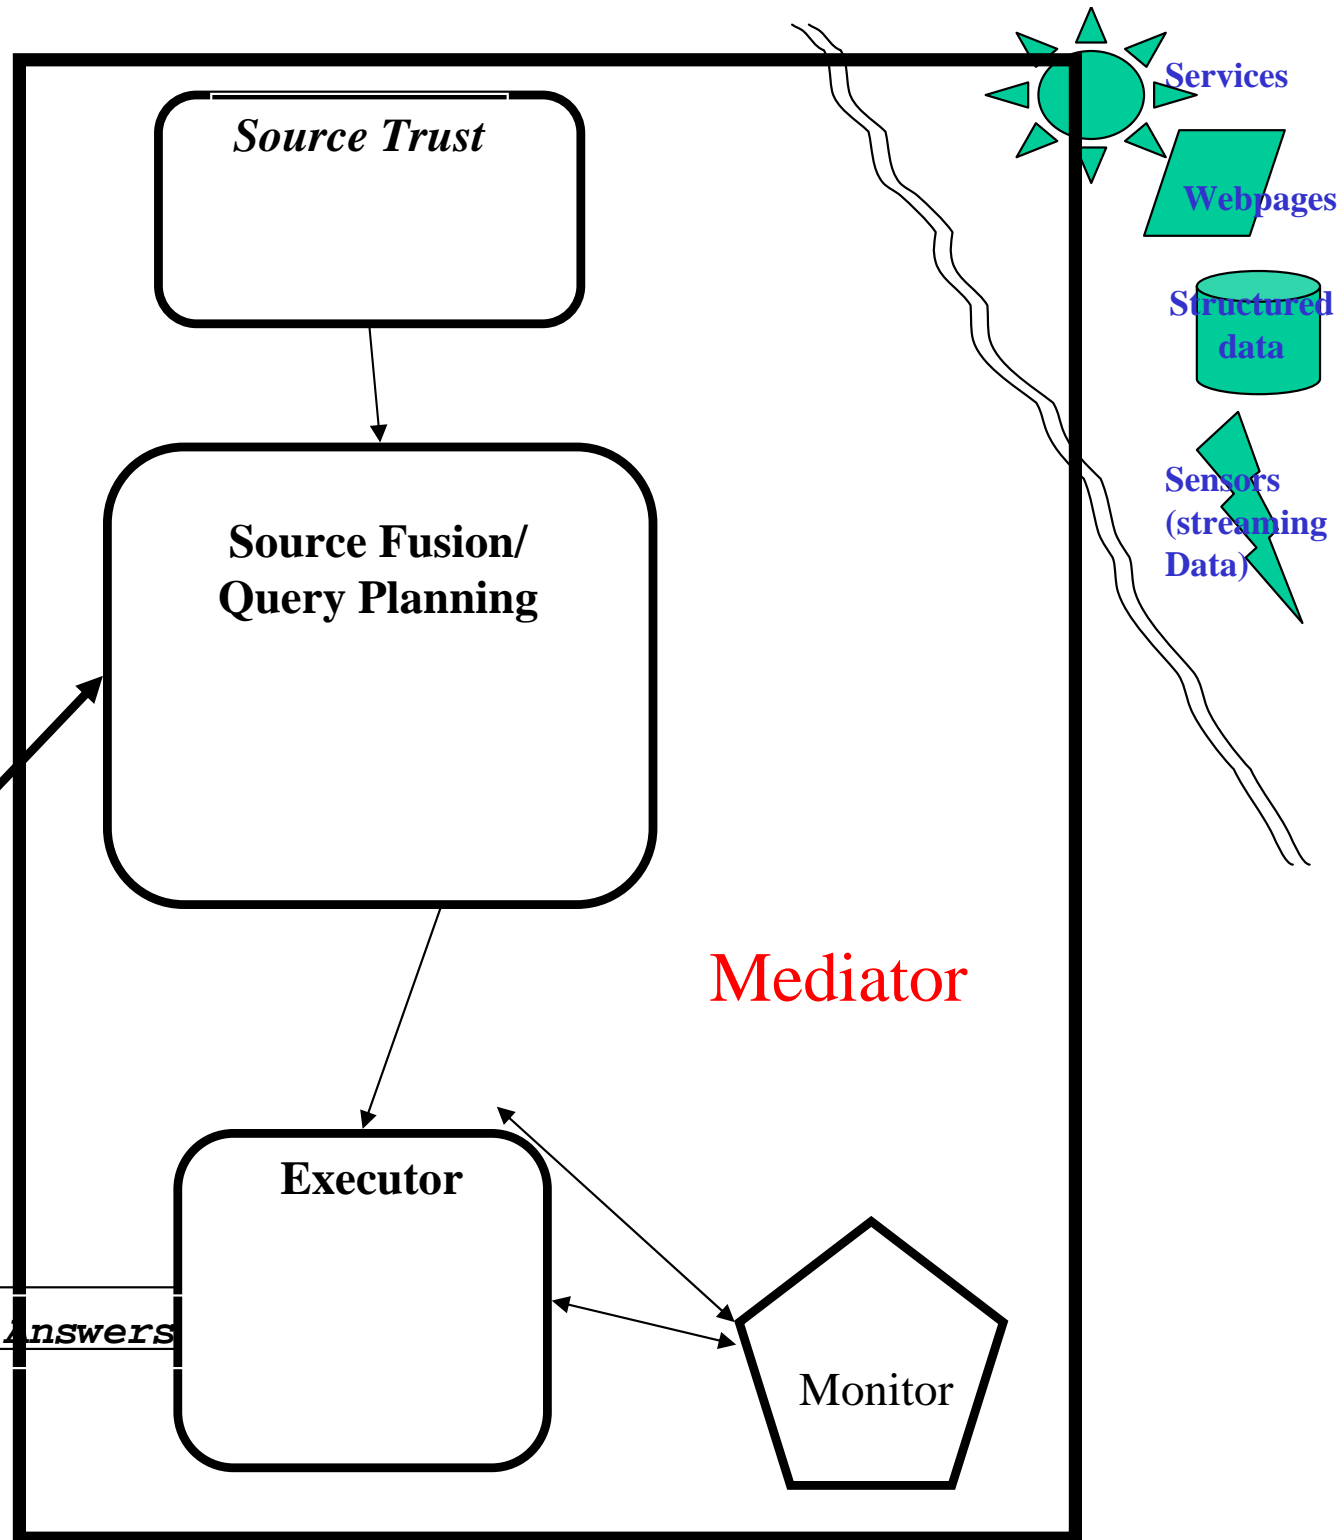 Services
Source Trust
Webpages
Structured
data
Sensors
(streaming
Data)
Source Fusion/
Query Planning
Mediator
Executor
Answers
Monitor